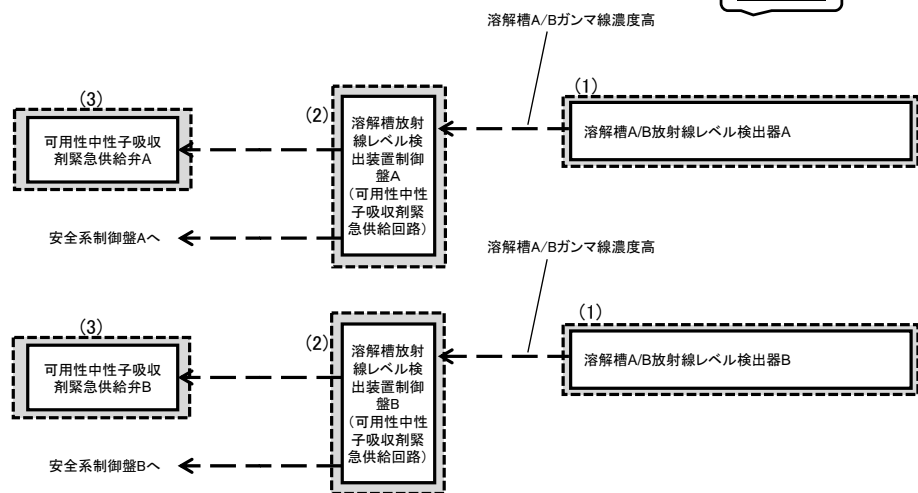 溶解槽A/Bガンマ線濃度高
(3)
(2)
(1)
可用性中性子吸収
剤緊急供給弁A
溶解槽放射
線レベル検
出装置制御
盤A
(可用性中性
子吸収剤緊
急供給回路)
溶解槽A/B放射線レベル検出器A
安全系制御盤Aへ
溶解槽A/Bガンマ線濃度高
(3)
(2)
(1)
可用性中性子吸収
剤緊急供給弁B
溶解槽放射
線レベル検
出装置制御
盤B
(可用性中性
子吸収剤緊
急供給回路)
溶解槽A/B放射線レベル検出器B
安全系制御盤Bへ